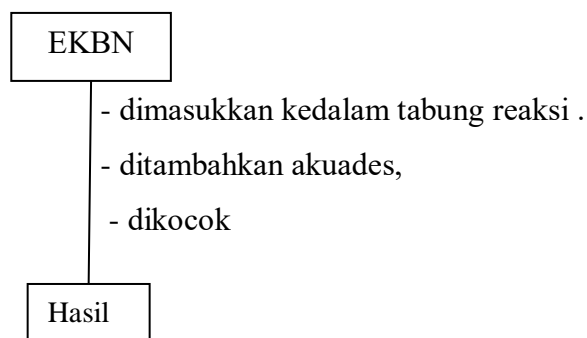 EKBN
- dimasukkan kedalam tabung reaksi .
- ditambahkan akuades,
- dikocok
Hasil